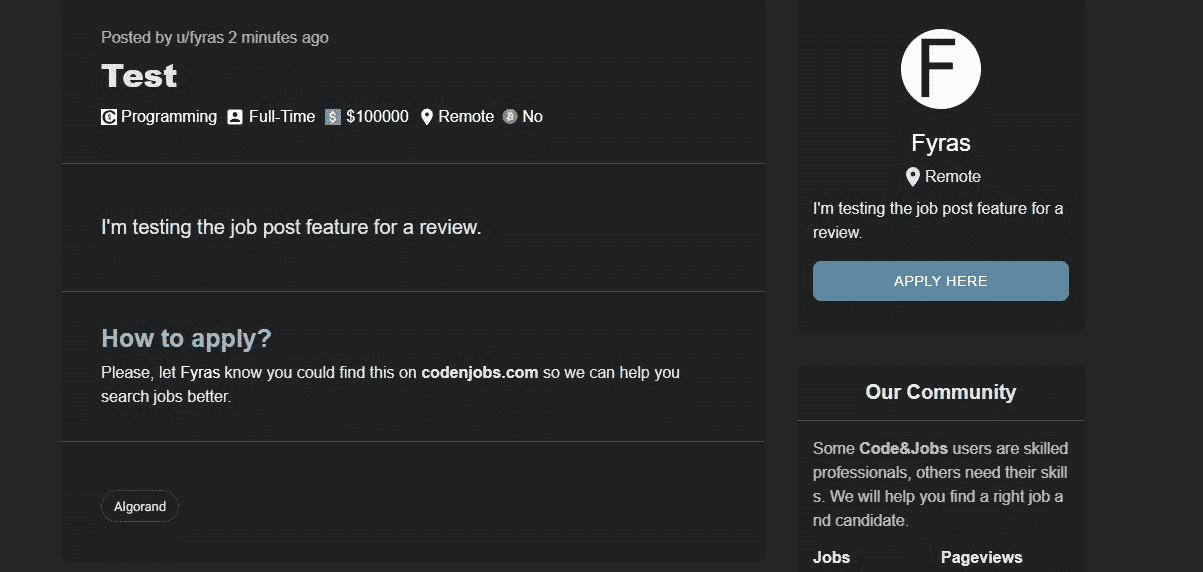 Posted by u/fyras 2 minutes ago
Test
Programming Full-Time $100000 Remote No
I'm testing the job post feature for a review.
How to apply?
Please, let Fyras know you could find this on codenjobs.com so we can help you
search jobs better.
Algorand
F
Fyras
Remote
I'm testing the job post feature for a
review.
APPLY HERE
Our Community
Some Code&Jobs users are skilled
professionals, others need their skill
s. We will help you find a right job a
nd candidate.
Jobs Pageviews